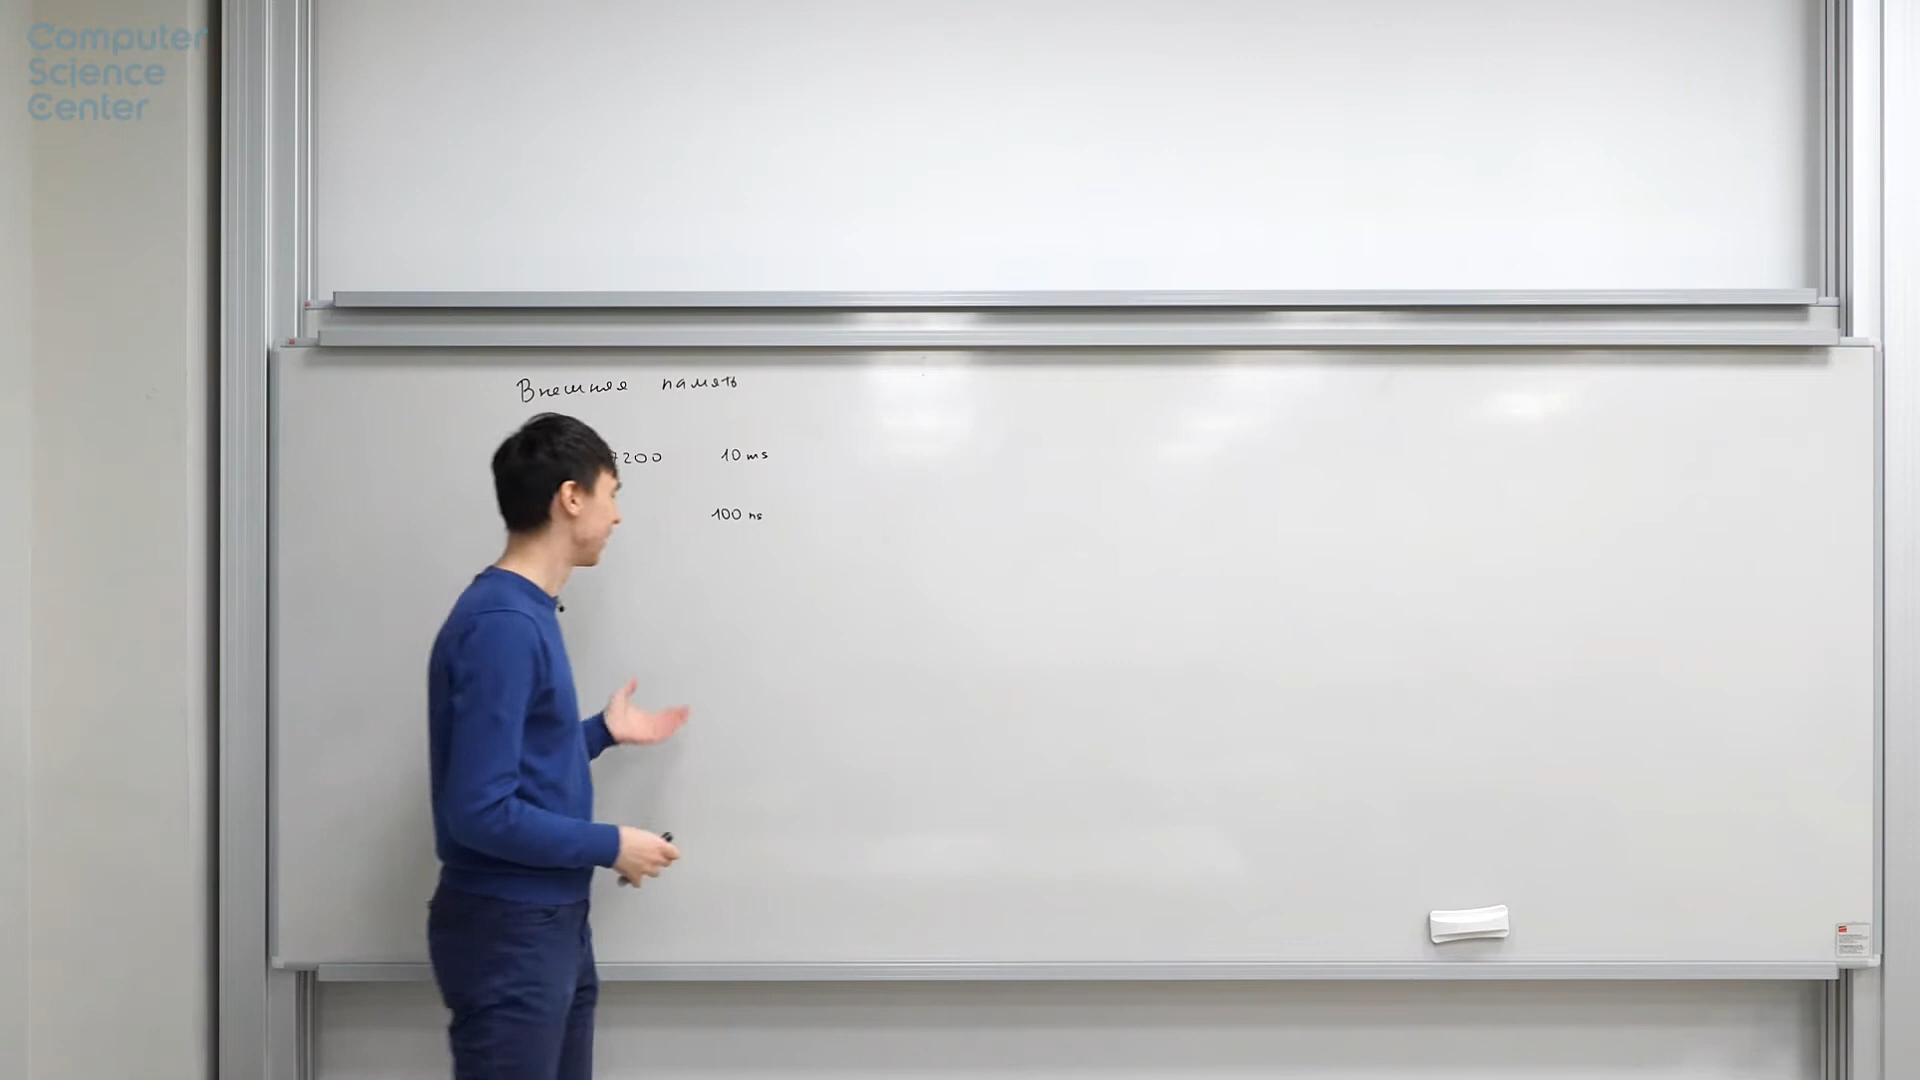 Computer
Science
Center
Внешняя память
7200 10 ms
100 ns